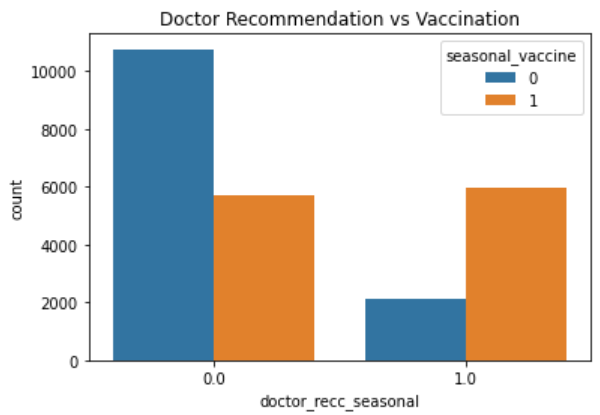 Doctor Recommendation vs Vaccination
seasonal_vaccine
0
1
10000
8000
6000
4000
2000
0
count
0.0
1.0
doctor_recc_seasonal